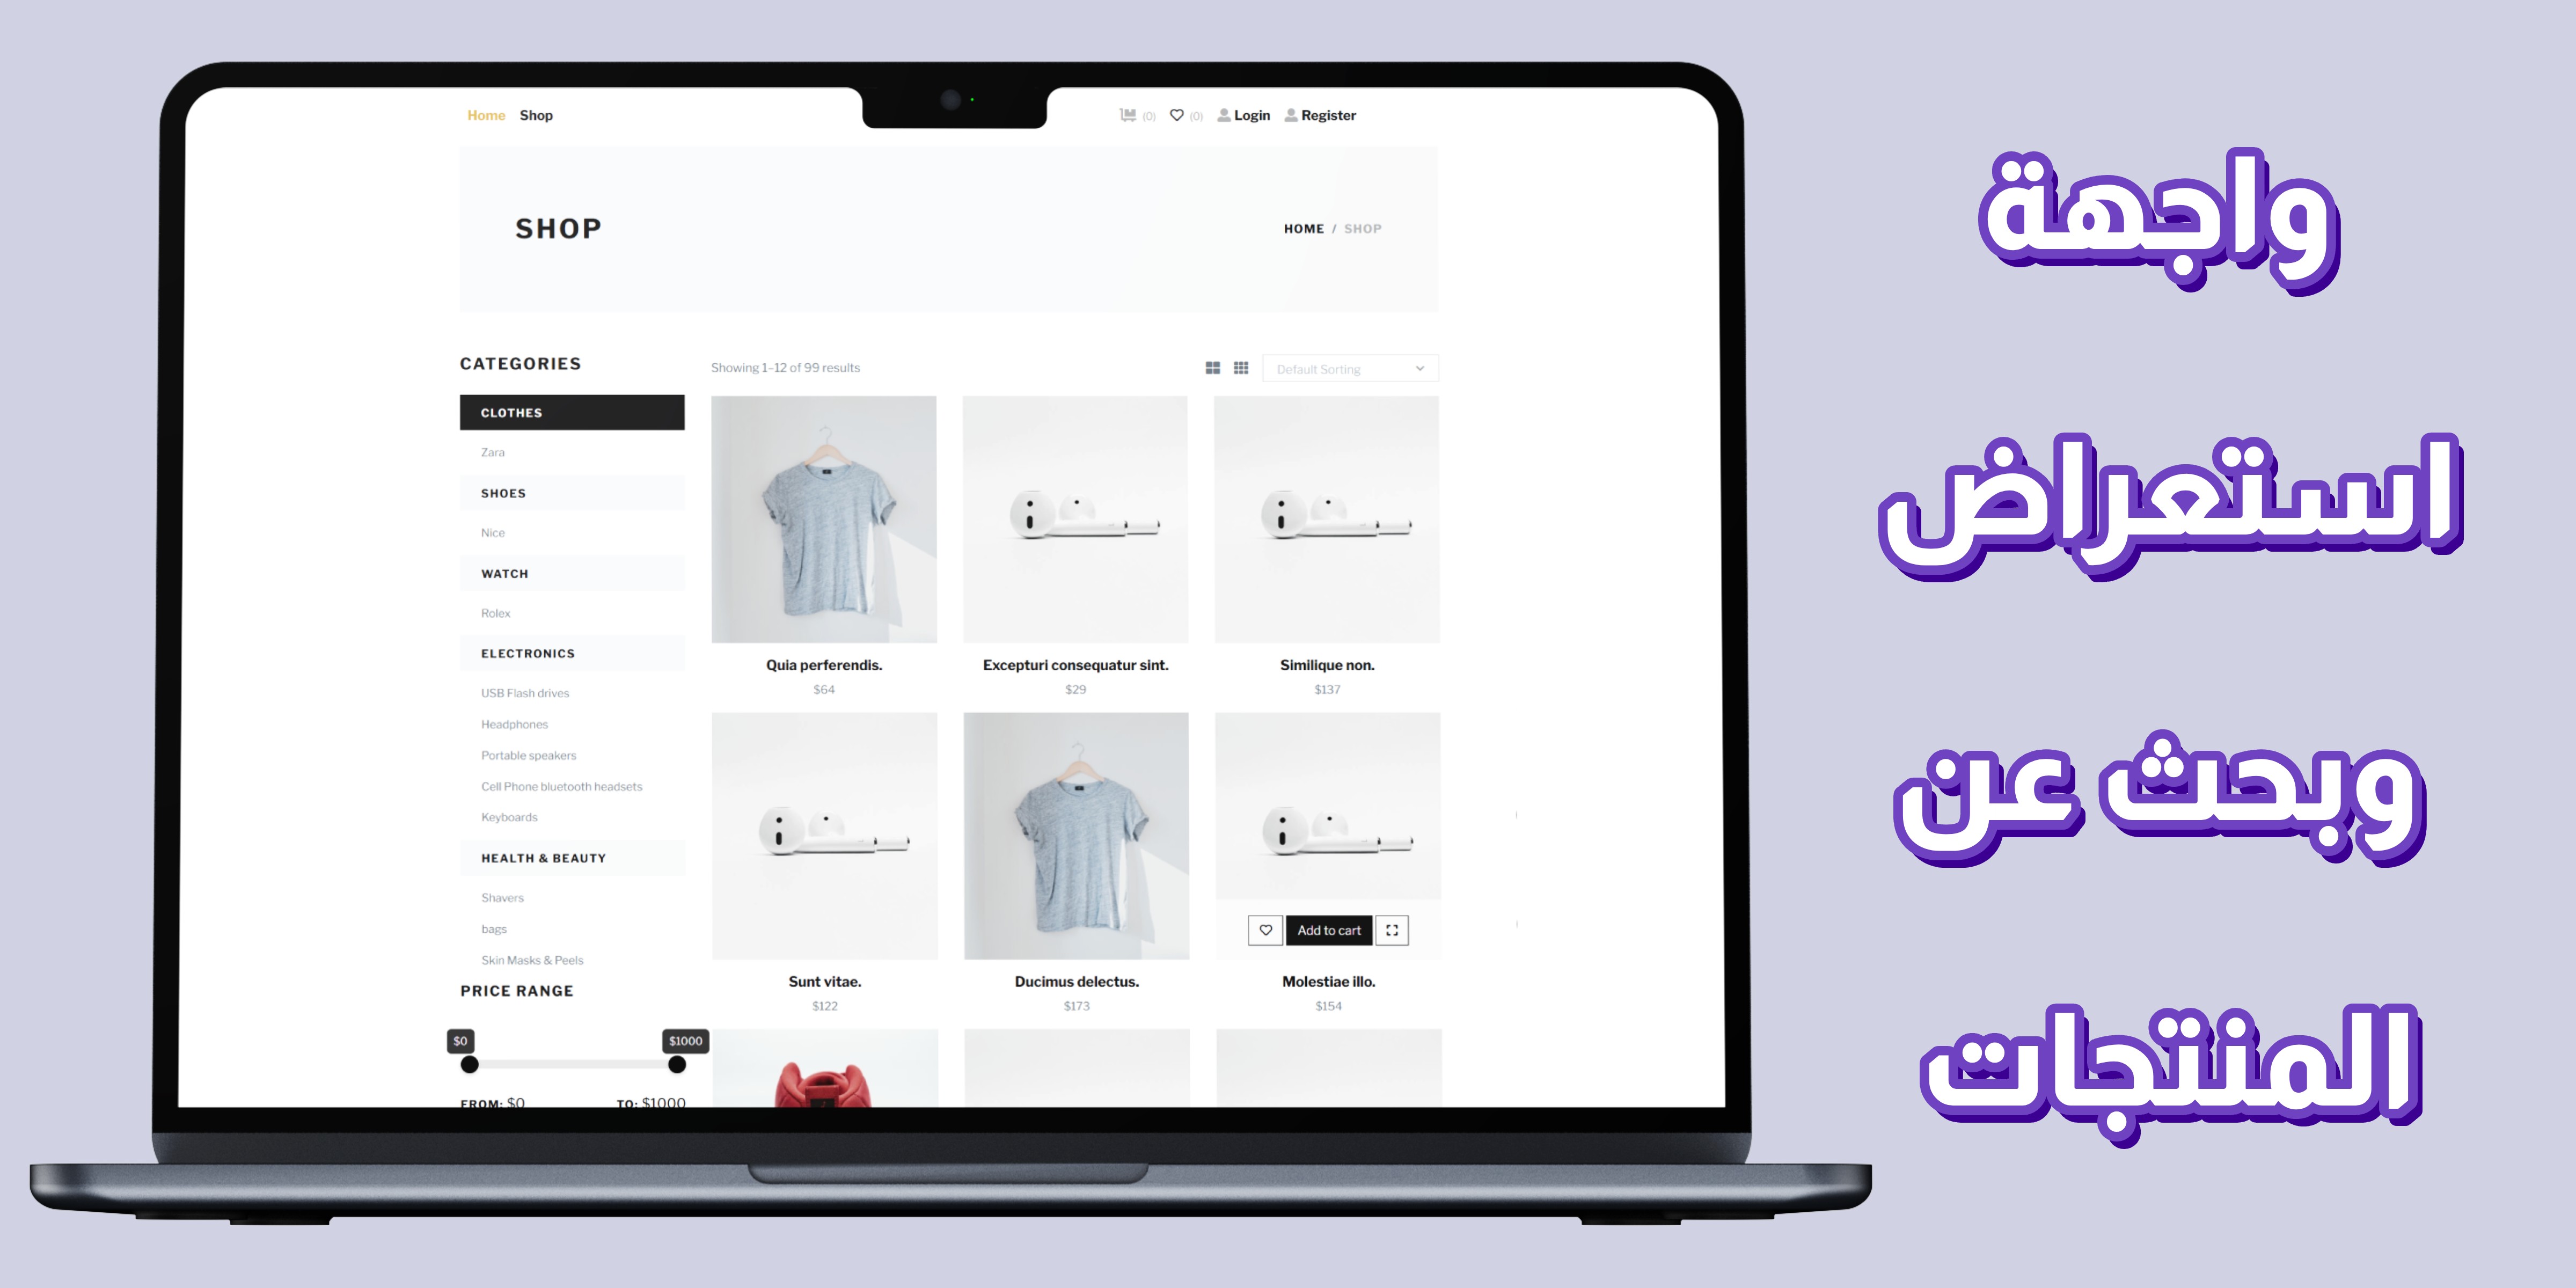 Home Shop
(0) (0) Login Register
SHOP
HOME / SHOP
CATEGORIES
CLOTHES
Zara
SHOES
Nice
WATCH
Rolex
ELECTRONICS
USB Flash drives
Headphones
Portable speakers
Cell Phone bluetooth headsets
Keyboards
HEALTH & BEAUTY
Shavers
bags
Skin Masks & Peels
PRICE RANGE
$0 $1000
FROM: $0 TO: $1000
Showing 1–12 of 99 results
Default Sorting
Quia perferendis.
$64
Excepturi consequatur sint.
$29
Similique non.
$137
Sunt vitae.
$122
Ducimus delectus.
$173
Add to cart
Molestiae illo.
$154
واجهة
استعراض
وبحث عن
المنتجات